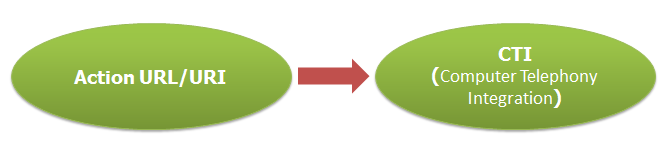 Action URL/URI
CTI
(Computer Telephony
Integration)